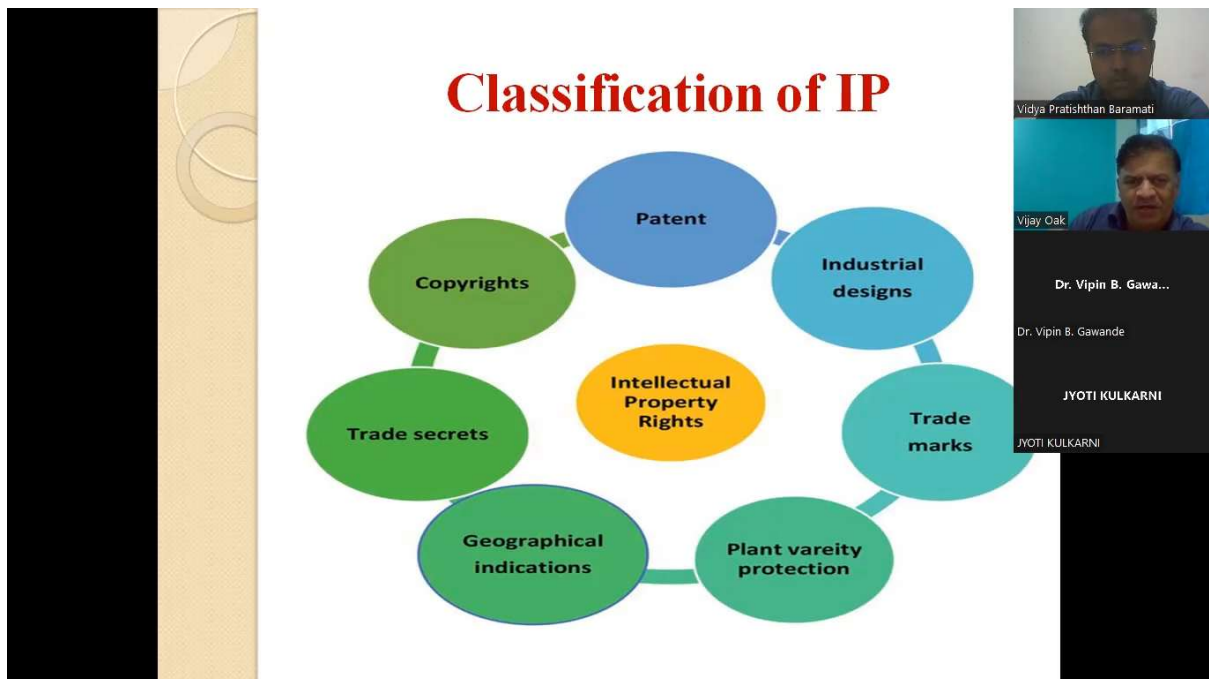 Classification of IP
Patent
Industrial
designs
Trade
marks
Plant vareity
protection
Geographical
indications
Trade secrets
Copyrights
Intellectual
Property
Rights
Vidya Pratishthan Baramati
Vijay Oak
Dr. Vipin B. Gawa...
Dr. Vipin B. Gawande
JYOTI KULKARNI
JYOTI KULKARNI